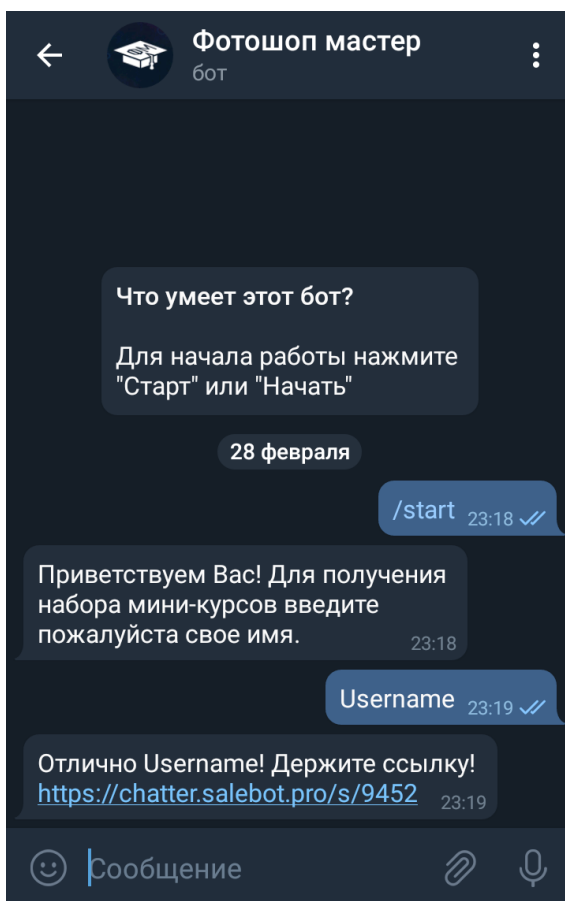 Фотошоп мастер
бот
Что умеет этот бот?
Для начала работы нажмите
"Старт" или "Начать"
28 февраля
/start 23:18
Приветствуем Вас! Для получения
набора мини-курсов введите
пожалуйста свое имя. 23:18
Username 23:19
Отлично Username! Держите ссылку!
https://chatter.salebot.pro/s/9452 23:19
Сообщение